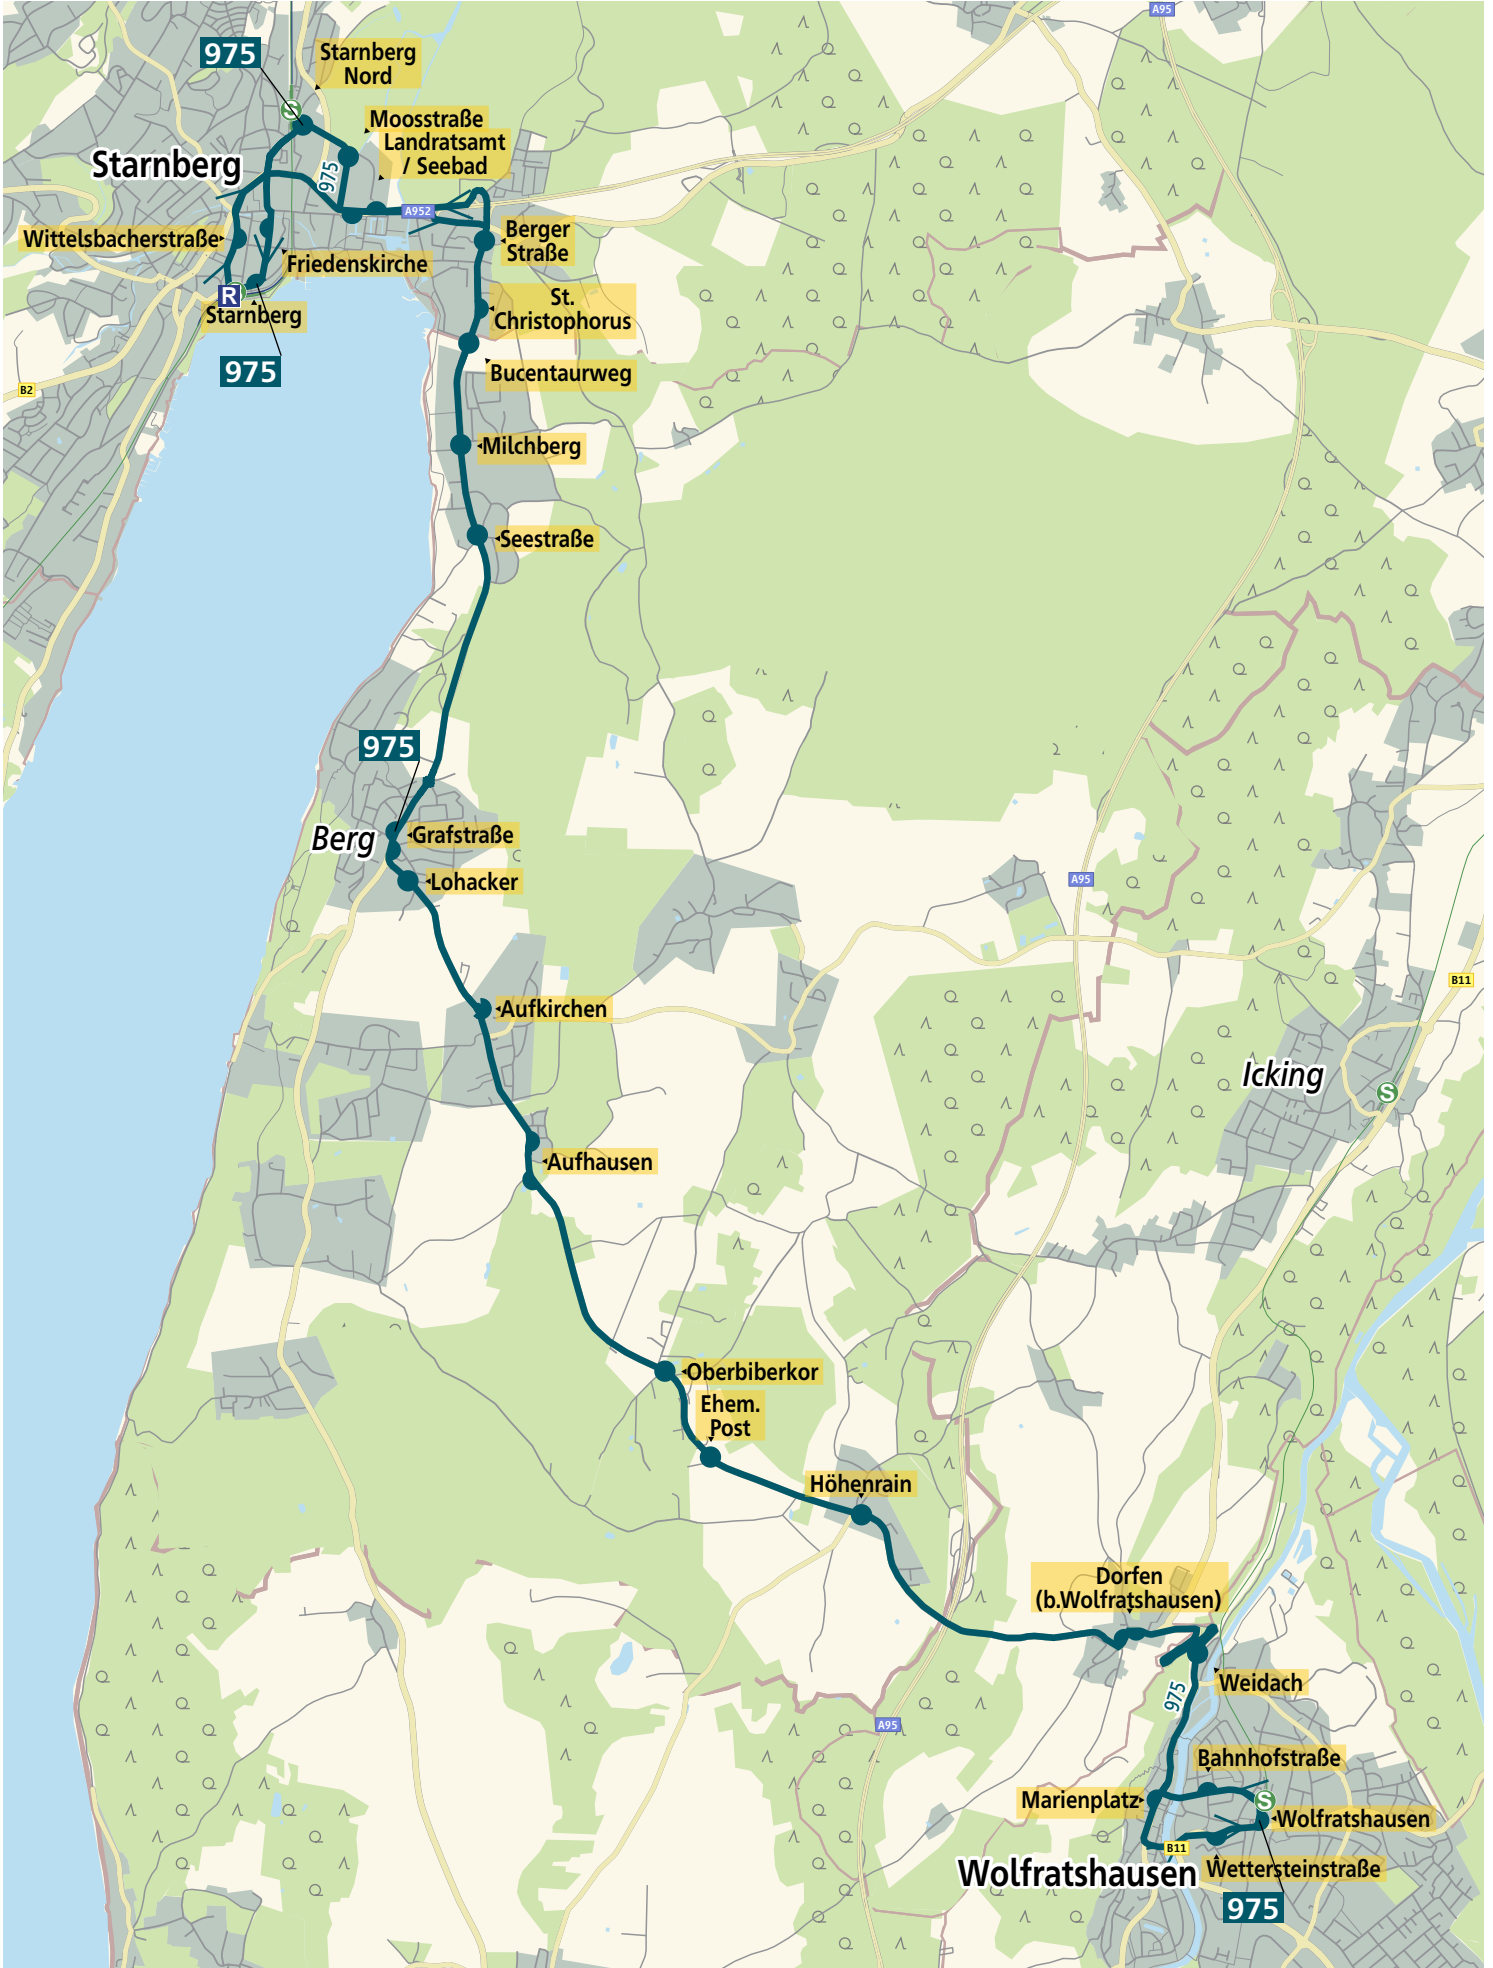 A95
975
Starnberg
Nord
S
Moosstraße
Landratsamt
/ Seebad
Starnberg
975
A952
Wittelsbacherstraße
Friedenskirche
Berger
Straße
R
Starnberg
St.
Christophorus
975
Bucentaurweg
B2
Milchberg
Seestraße
975
Berg
Grafstraße
Lohacker
A95
B11
Aufkirchen
Icking
S
Aufhausen
Oberbiberkor
Ehem.
Post
Höhenrain
Dorfen
(b.Wolfratshausen)
Weidach
975
A95
Bahnhofstraße
Marienplatz
S
Wolfratshausen
B11
Wettersteinstraße
Wolfratshausen
975